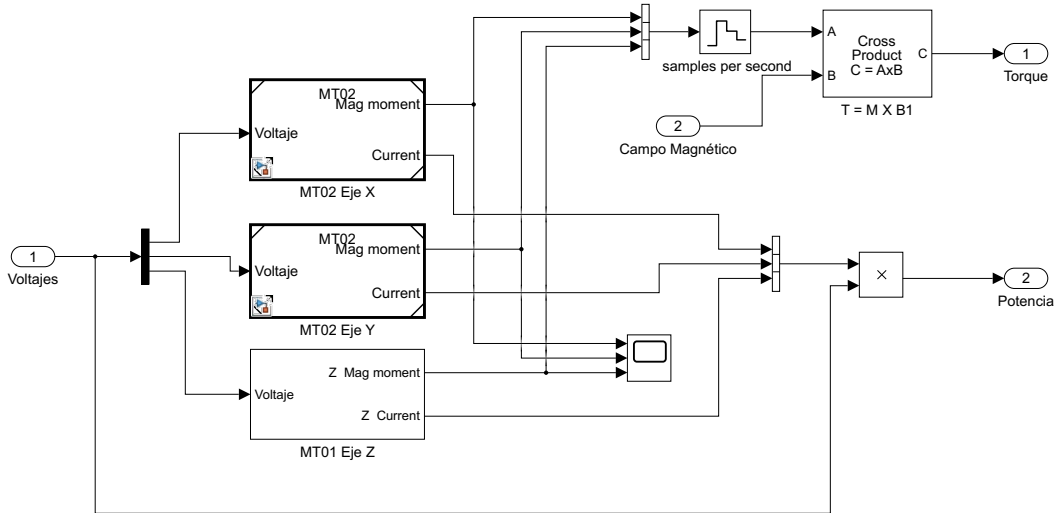 A
B
Cross
Product
C = AxB
C
1
Torque
samples per second
T = M X B1
2
Campo Magnético
MT02
Mag moment
Voltaje
Current
MT02 Eje X
1
Voltajes
MT02
Mag moment
Voltaje
Current
MT02 Eje Y
×
2
Potencia
Z Mag moment
Voltaje
Z Current
MT01 Eje Z